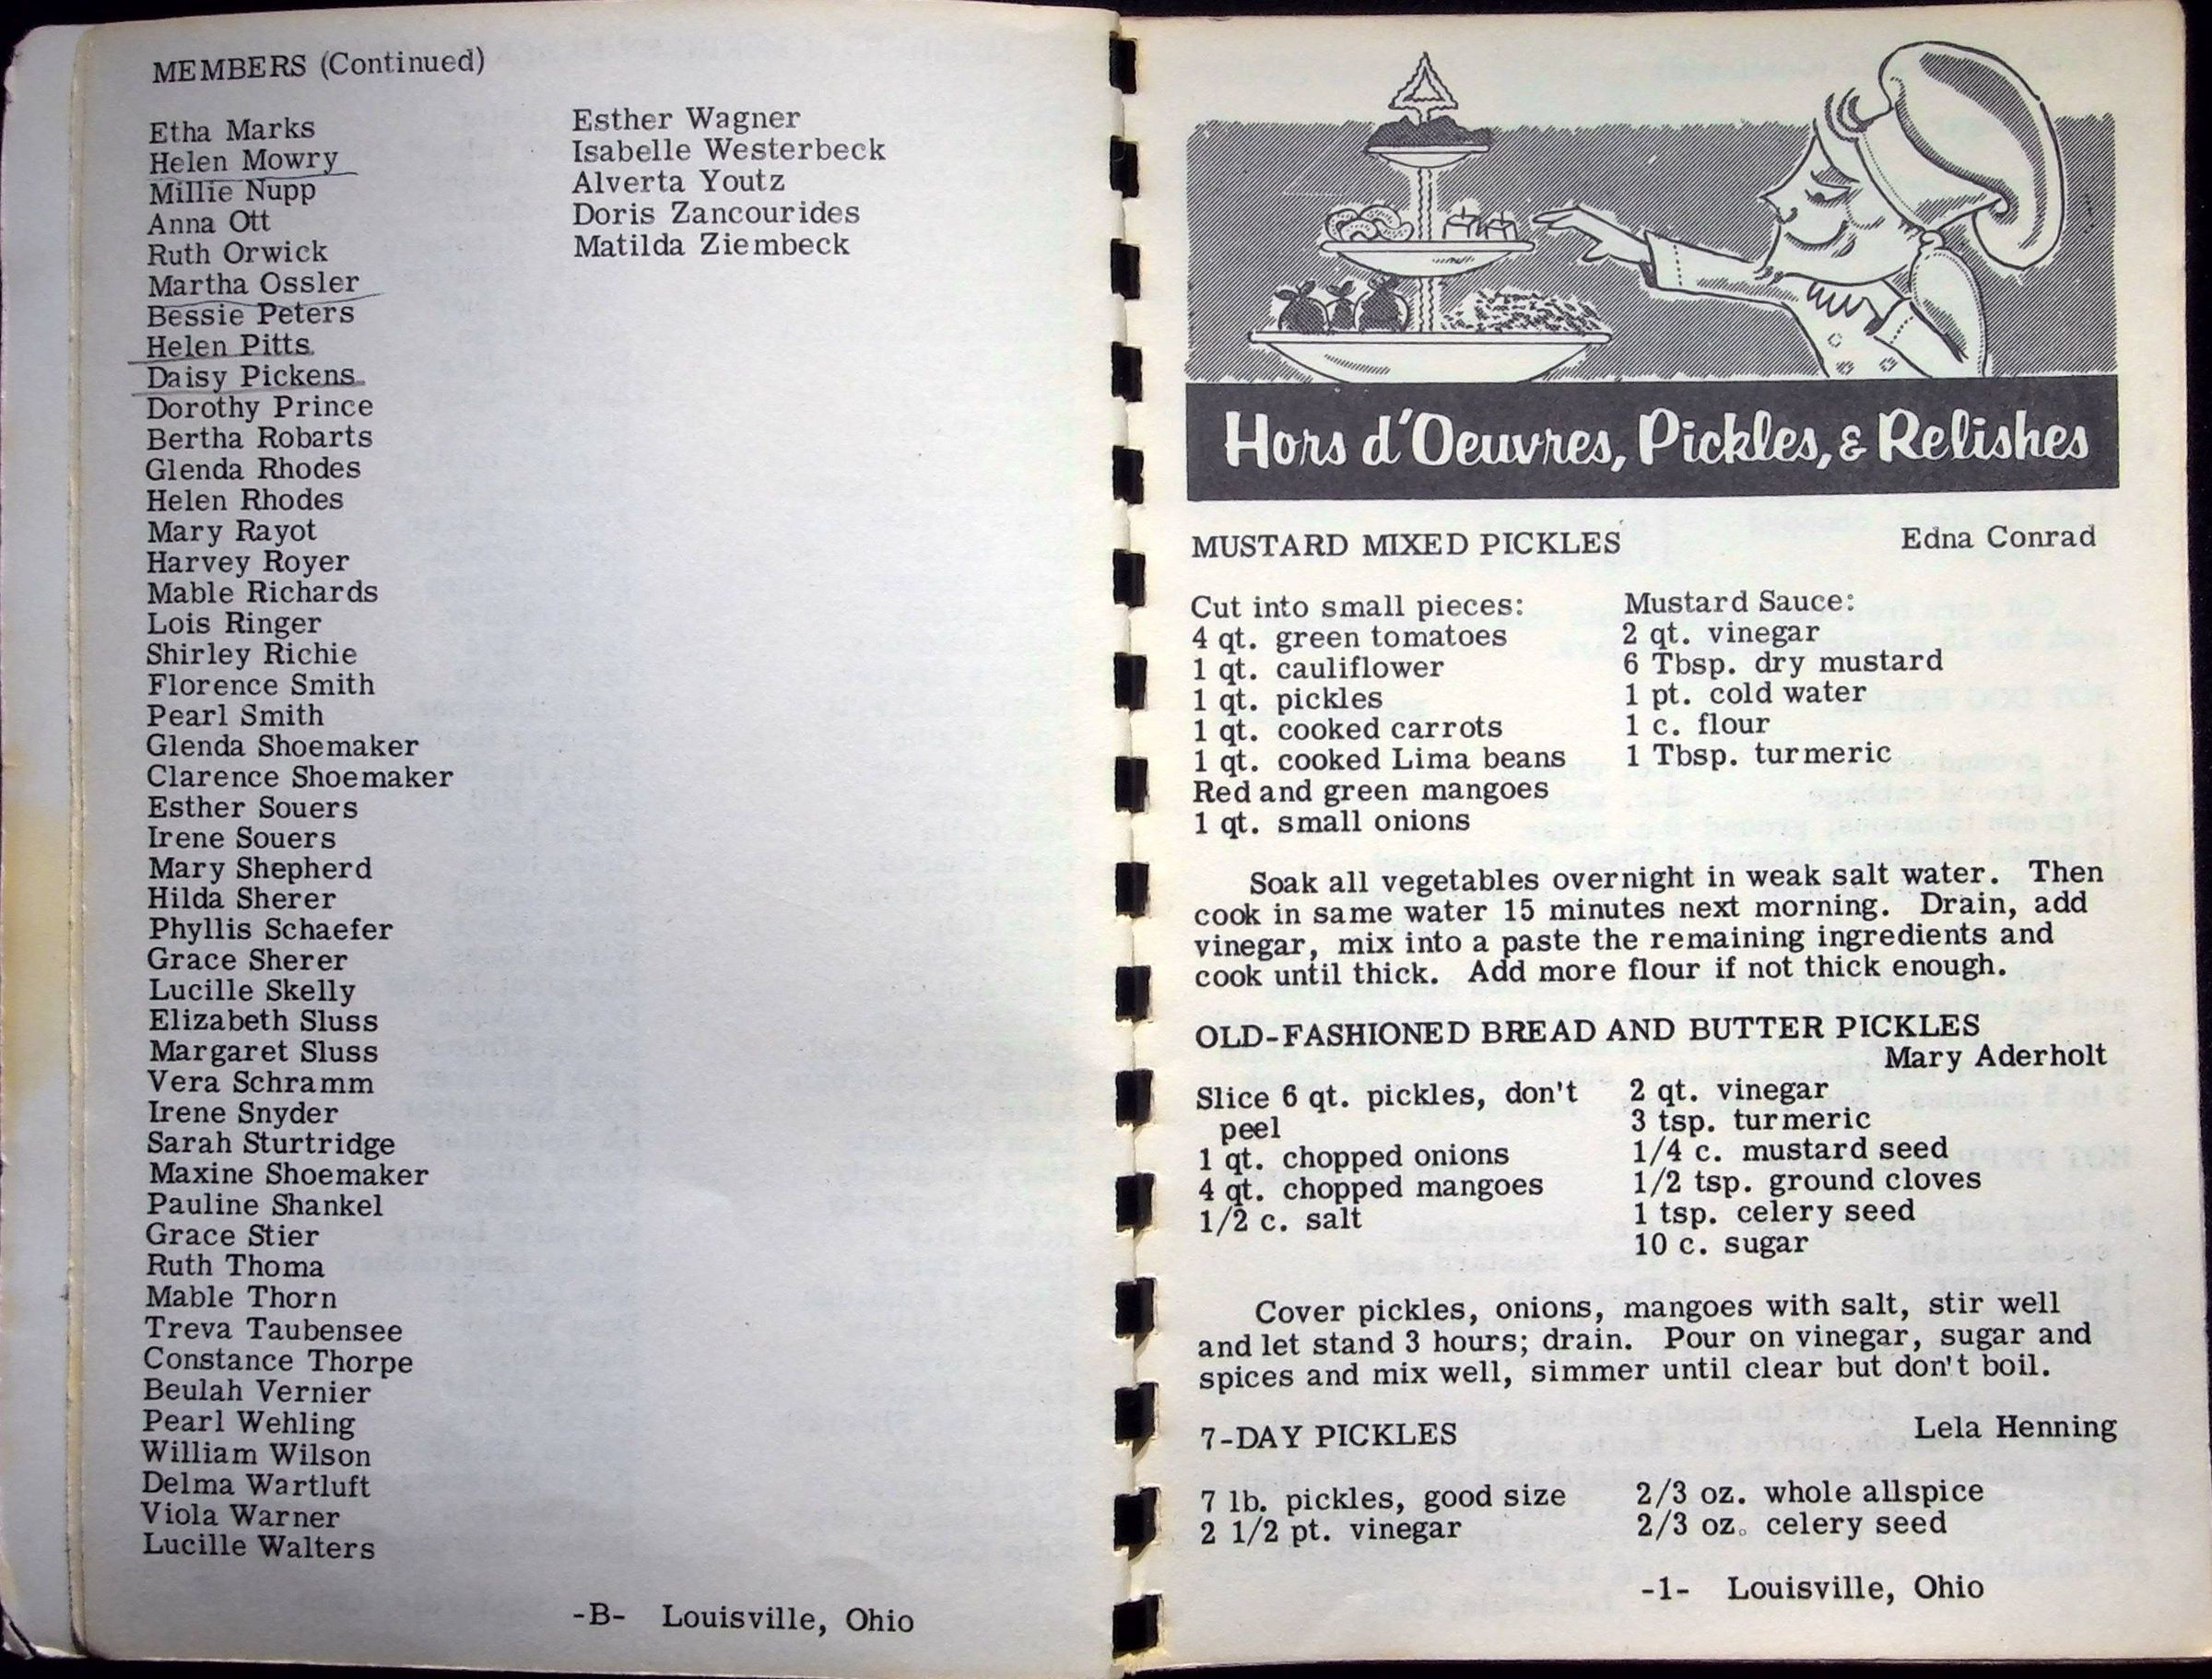 MEMBERS (Continued)
Etha Marks
Helen Mowry
Millie Nupp
Anna Ott
Ruth Orwick
Martha Ossler
Bessie Peters
Helen Pitts
Daisy Pickens
Dorothy Prince
Bertha Robarts
Glenda Rhodes
Helen Rhodes
Mary Rayot
Harvey Royer
Mable Richards
Lois Ringer
Shirley Richie
Florence Smith
Pearl Smith
Glenda Shoemaker
Clarence Shoemaker
Esther Souers
Irene Souers
Mary Shepherd
Hilda Sherer
Phyllis Schaefer
Grace Sherer
Lucille Skelly
Elizabeth Sluss
Margaret Sluss
Vera Schramm
Irene Snyder
Sarah Sturtridge
Maxine Shoemaker
Pauline Shankel
Grace Stier
Ruth Thoma
Mable Thorn
Treva Taubensee
Constance Thorpe
Beulah Vernier
Pearl Wehling
William Wilson
Delma Wartluft
Viola Warner
Lucille Walters
Esther Wagner
Isabelle Westerbeck
Alverta Youtz
Doris Zancourides
Matilda Ziembeck
-B- Louisville, Ohio
Hors d'Oeuvres, Pickles, & Relishes
MUSTARD MIXED PICKLES Edna Conrad
Cut into small pieces:
4 qt. green tomatoes
1 qt. cauliflower
1 qt. pickles
1 qt. cooked carrots
1 qt. cooked Lima beans
Red and green mangoes
1 qt. small onions
Mustard Sauce:
2 qt. vinegar
6 Tbsp. dry mustard
1 pt. cold water
1 c. flour
1 Tbsp. turmeric
Soak all vegetables overnight in weak salt water. Then
cook in same water 15 minutes next morning. Drain, add
vinegar, mix into a paste the remaining ingredients and
cook until thick. Add more flour if not thick enough.
OLD-FASHIONED BREAD AND BUTTER PICKLES
Mary Aderholt
Slice 6 qt. pickles, don't
peel
1 qt. chopped onions
4 qt. chopped mangoes
1/2 c. salt
2 qt. vinegar
3 tsp. turmeric
1/4 c. mustard seed
1/2 tsp. ground cloves
1 tsp. celery seed
10 c. sugar
Cover pickles, onions, mangoes with salt, stir well
and let stand 3 hours; drain. Pour on vinegar, sugar and
spices and mix well, simmer until clear but don't boil.
7-DAY PICKLES Lela Henning
7 lb. pickles, good size
2 1/2 pt. vinegar
2/3 oz. whole allspice
2/3 oz. celery seed
-1- Louisville, Ohio